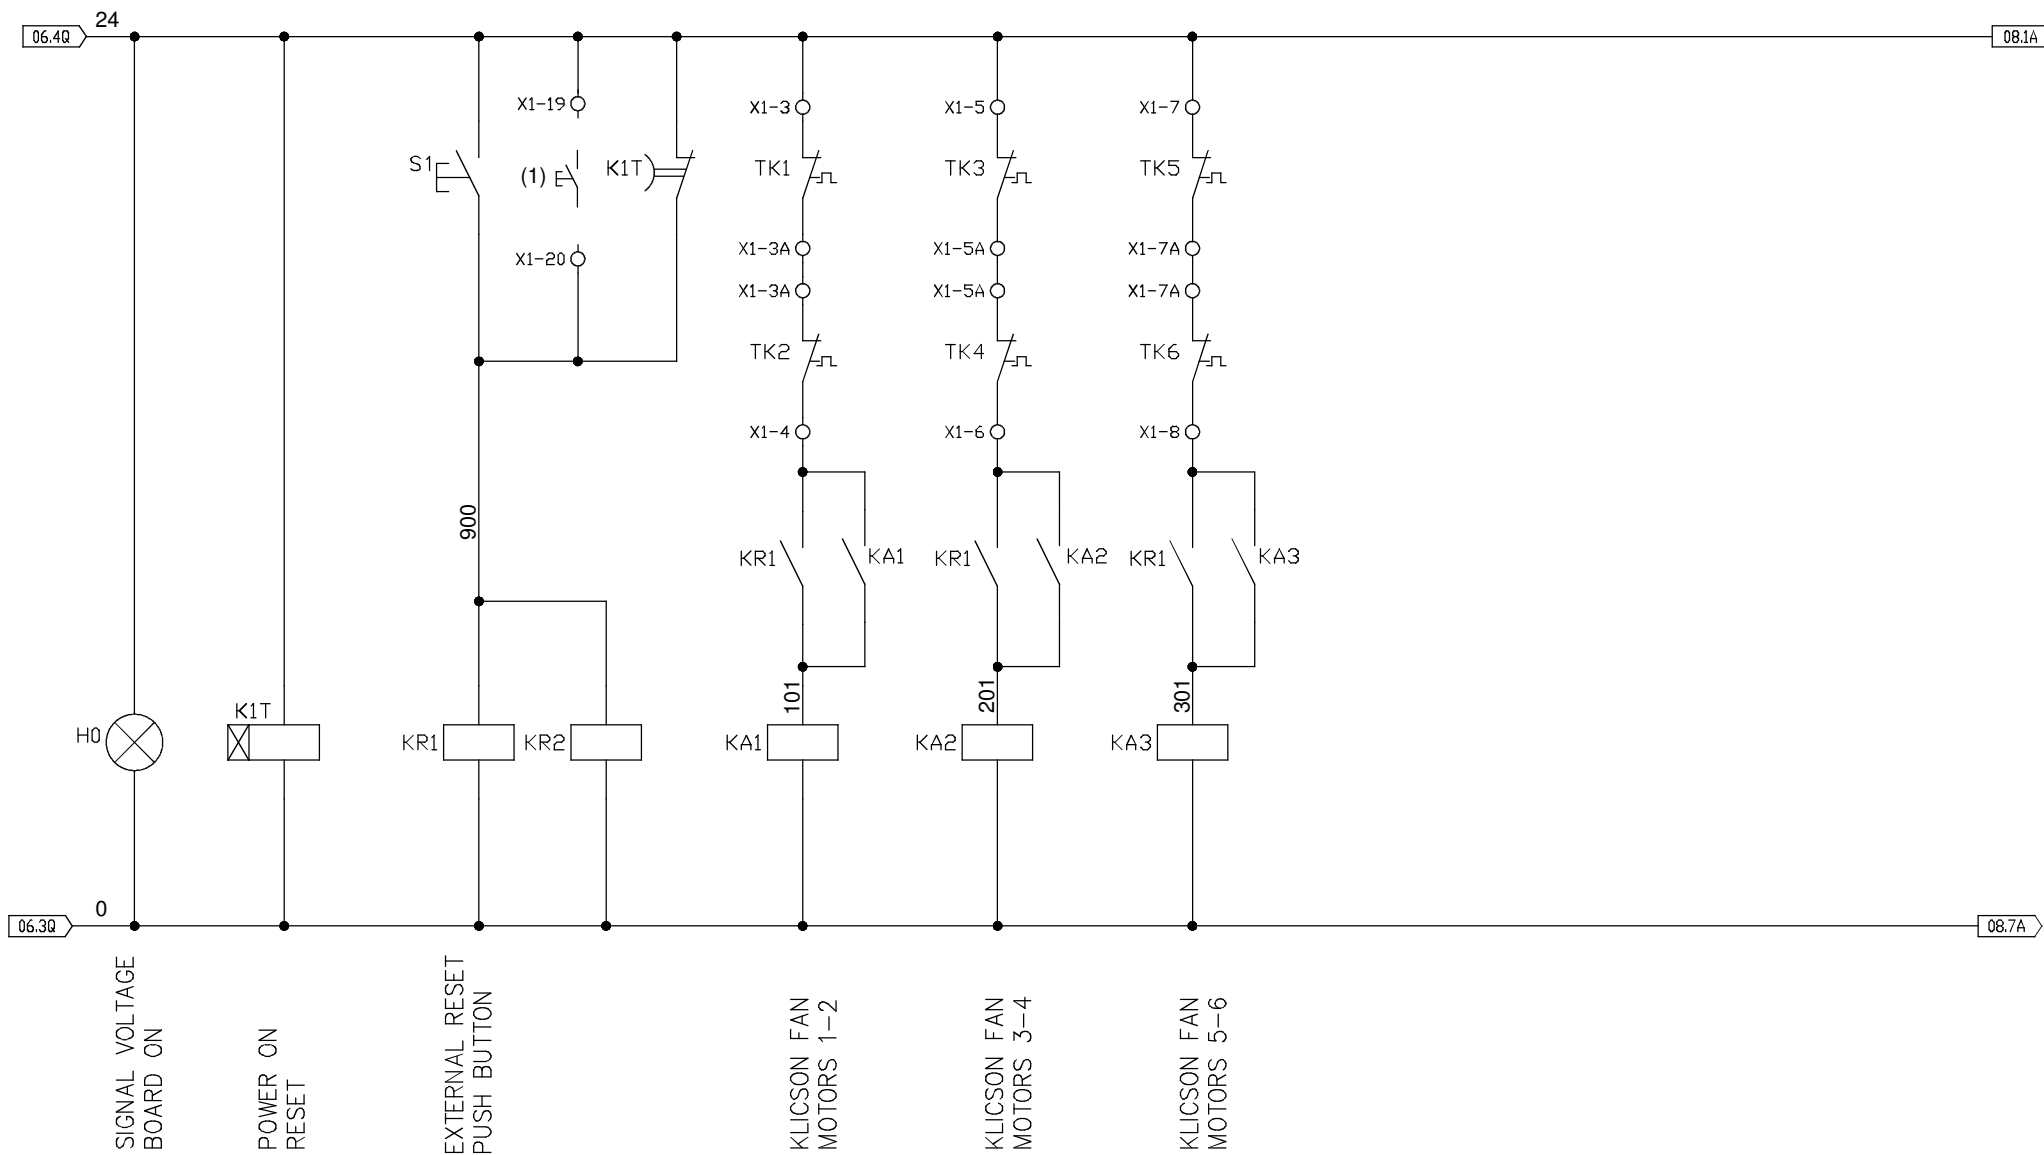 24
06.4Q
08.1A
X1-19
X1-3
X1-5
X1-7
S1
(1)
K1T
TK1
TK3
TK5
X1-20
X1-3A
X1-5A
X1-7A
X1-3A
X1-5A
X1-7A
TK2
TK4
TK6
X1-4
X1-6
X1-8
900
KR1
KA1
KR1
KA2
KR1
KA3
101
201
301
K1T
H0
KR1
KR2
KA1
KA2
KA3
0
06.3Q
08.7A
SIGNAL VOLTAGE
BOARD ON
POWER ON
RESET
EXTERNAL RESET
PUSH BUTTON
KLICSON FAN
MOTORS 1-2
KLICSON FAN
MOTORS 3-4
KLICSON FAN
MOTORS 5-6